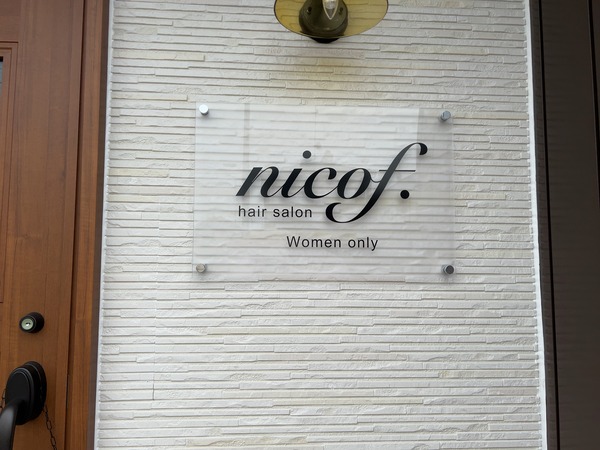 nicof.
hair salon
Women only